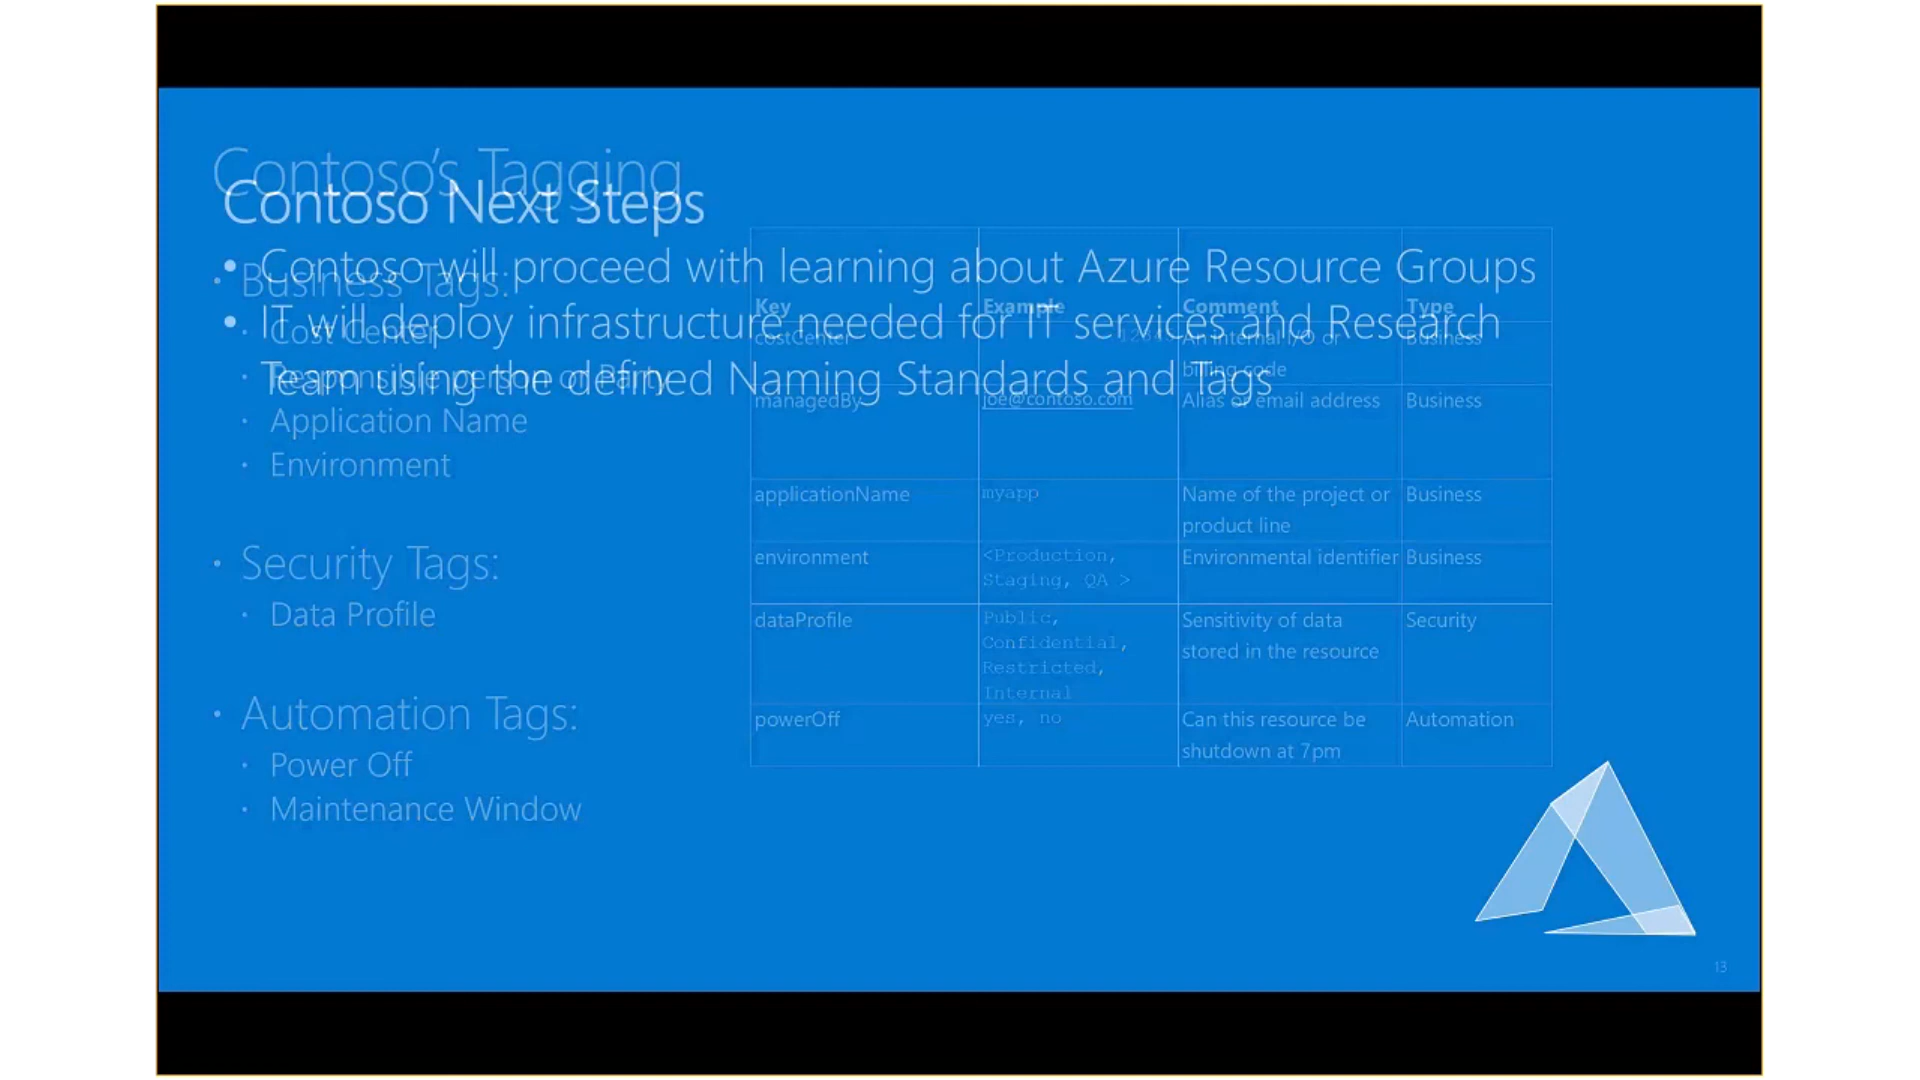 Contoso's Tagging
Contoso Next Steps
• Contoso will proceed with learning about Azure Resource Groups
• IT will deploy infrastructure needed for IT services and Research
Team using the defined Naming Standards and Tags
• Business Tags:
• Cost Center
• Responsible person or Party
• Application Name
• Environment
• Security Tags:
• Data Profile
• Automation Tags:
• Power Off
• Maintenance Window
Key Example Comment Type
costCenter An internal I/O or Business
billing code
managedBy joe@contoso.com Alias or email address Business
applicationName myapp Name of the project or Business
product line
environment <Production, Environmental identifier Business
Staging, QA >
dataProfile Public, Sensitivity of data Security
Confidential, stored in the resource
Restricted,
Internal
powerOff yes, no Can this resource be Automation
shutdown at 7pm
13